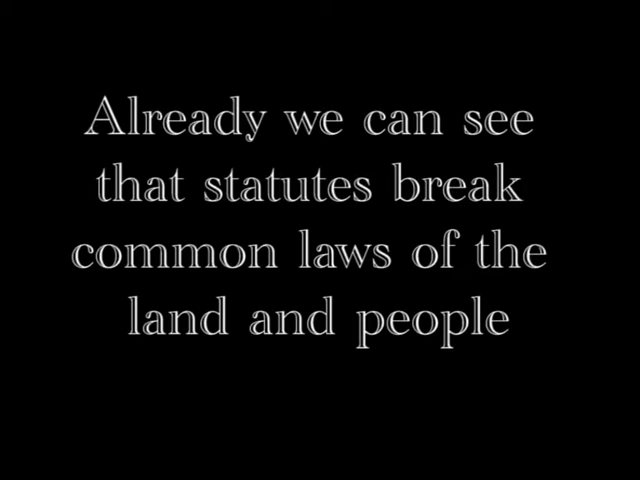 Already we can see
that statutes break
common laws of the
land and people